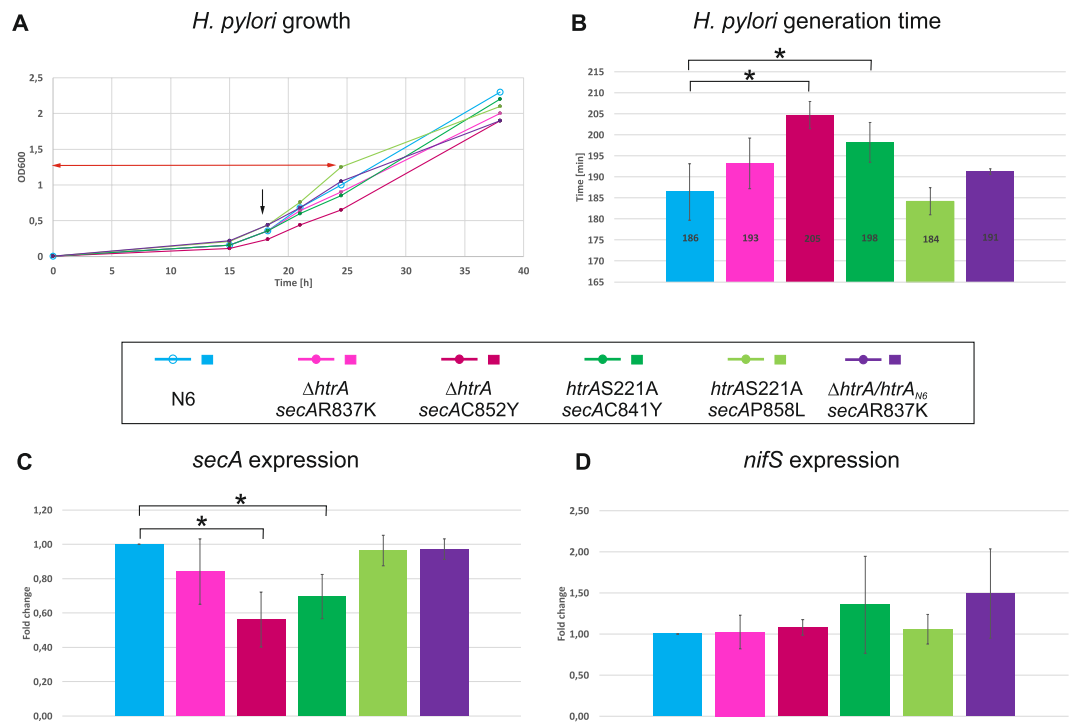 A
H. pylori growth
2,5
2
1,5
1
0,5
0
OD600
0
5
10
15
20
25
30
35
40
Time [h]
B
H. pylori generation time
*
*
215
210
205
200
195
190
185
180
175
170
165
Time [min]
186
193
198
184
191
N6
ΔhtrA
secAR837K
ΔhtrA
secAC852Y
htrAS221A
secAC841Y
htrAS221A
secAP858L
ΔhtrA/htrAN6
secAR837K
C
secA expression
*
*
1,20
1,00
0,80
0,60
0,40
0,20
0,00
Fold change
D
nifS expression
2,50
2,00
1,50
1,00
0,50
0,00
Fold change